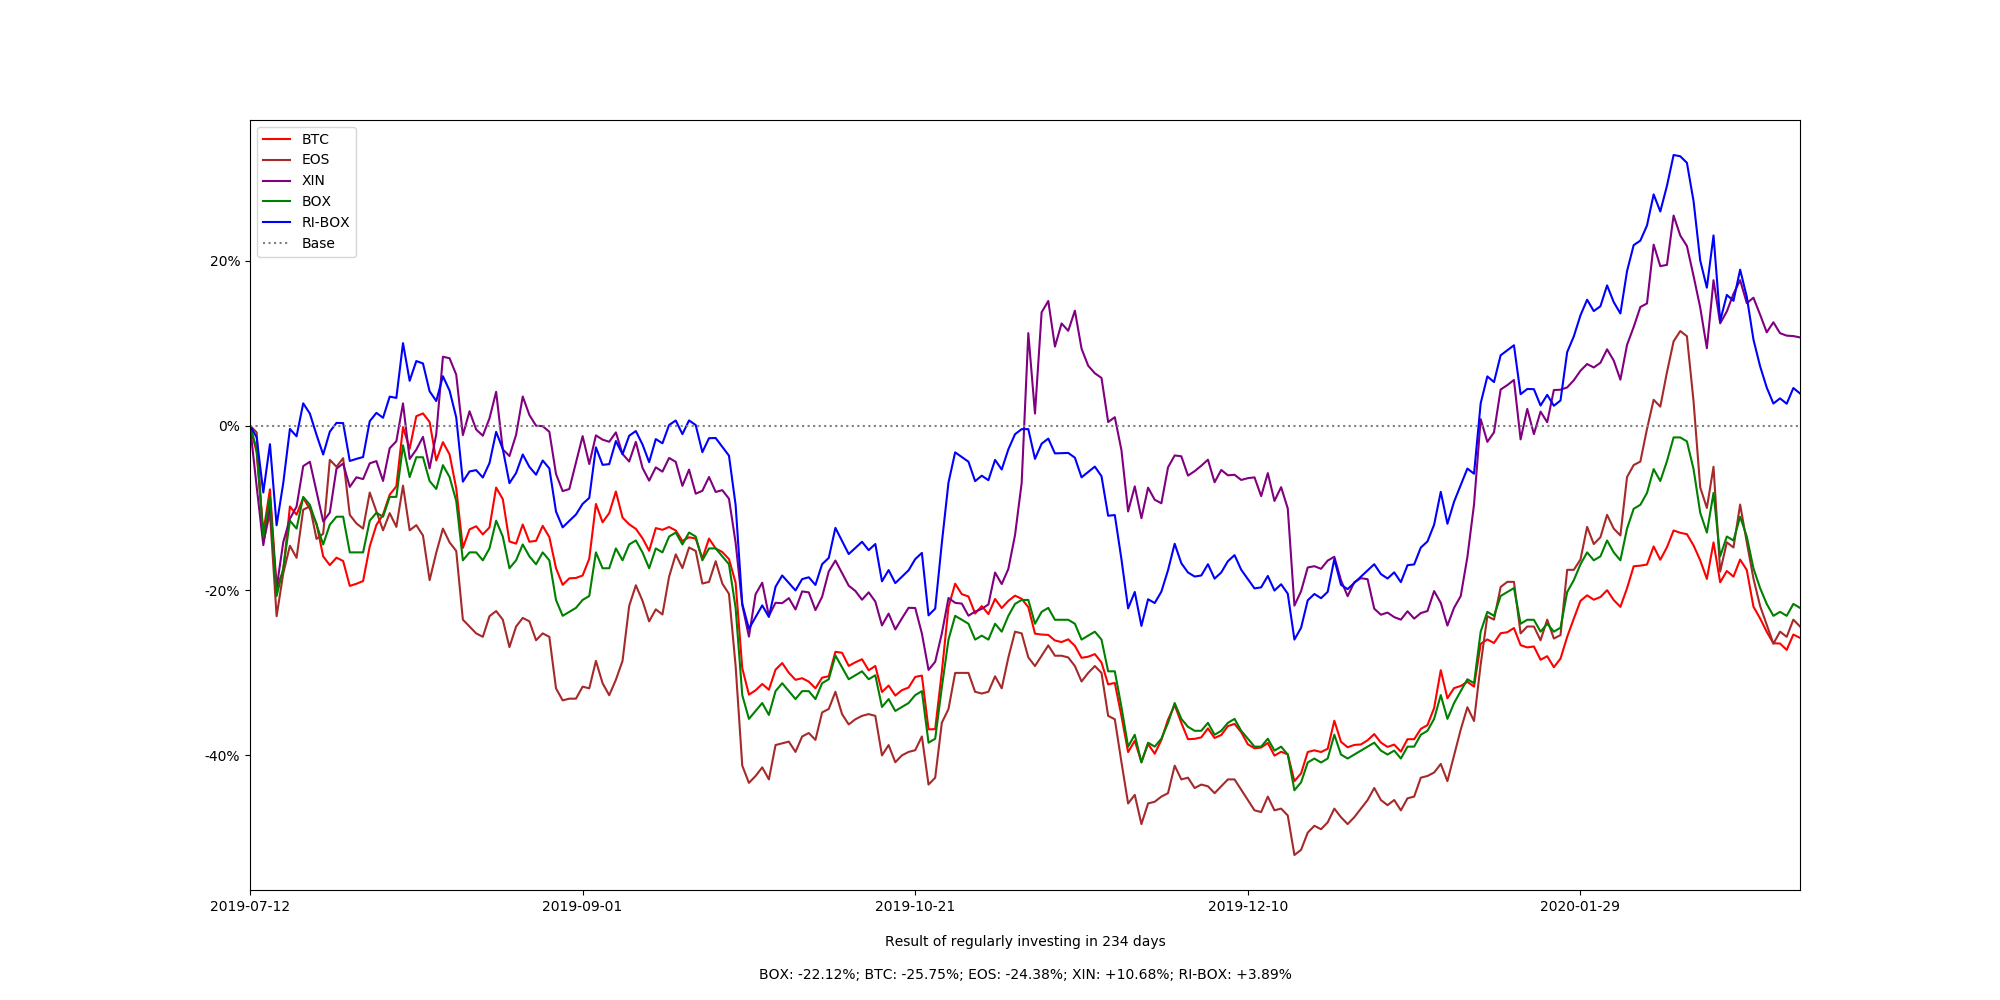 BTC
EOS
XIN
BOX
RI-BOX
Base
20%
0%
-20%
-40%
2019-07-12 2019-09-01 2019-10-21 2019-12-10 2020-01-29
Result of regularly investing in 234 days
BOX: -22.12%; BTC: -25.75%; EOS: -24.38%; XIN: +10.68%; RI-BOX: +3.89%